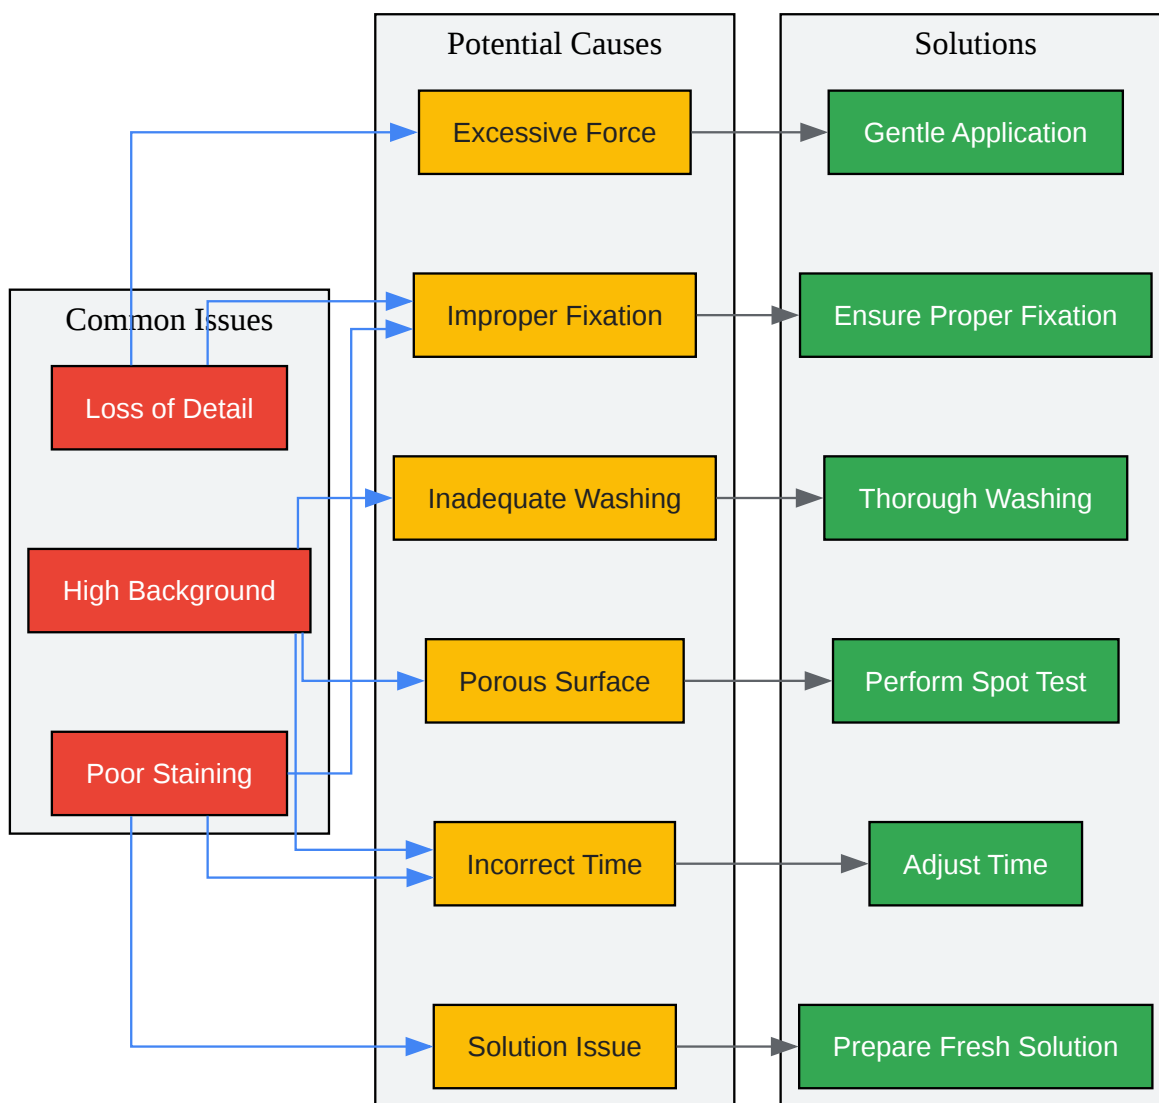 Potential Causes
Solutions
Excessive Force
Gentle Application
Improper Fixation
Ensure Proper Fixation
Common Issues
Loss of Detail
Inadequate Washing
Thorough Washing
High Background
Porous Surface
Perform Spot Test
Poor Staining
Incorrect Time
Adjust Time
Solution Issue
Prepare Fresh Solution